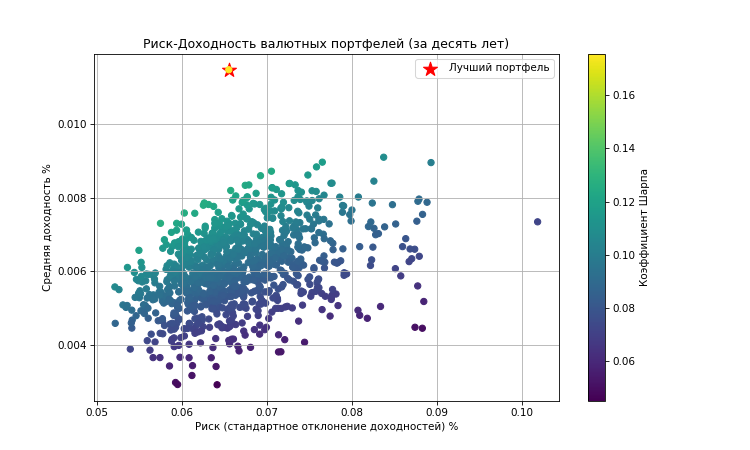 Риск-Доходность валютных портфелей (за десять лет)
Лучший портфель
Средняя доходность %
0.010
0.008
0.006
0.004
0.05 0.06 0.07 0.08 0.09 0.10
Риск (стандартное отклонение доходностей) %
0.16
0.14
0.12
0.10
0.08
0.06
Коэффициент Шарпа